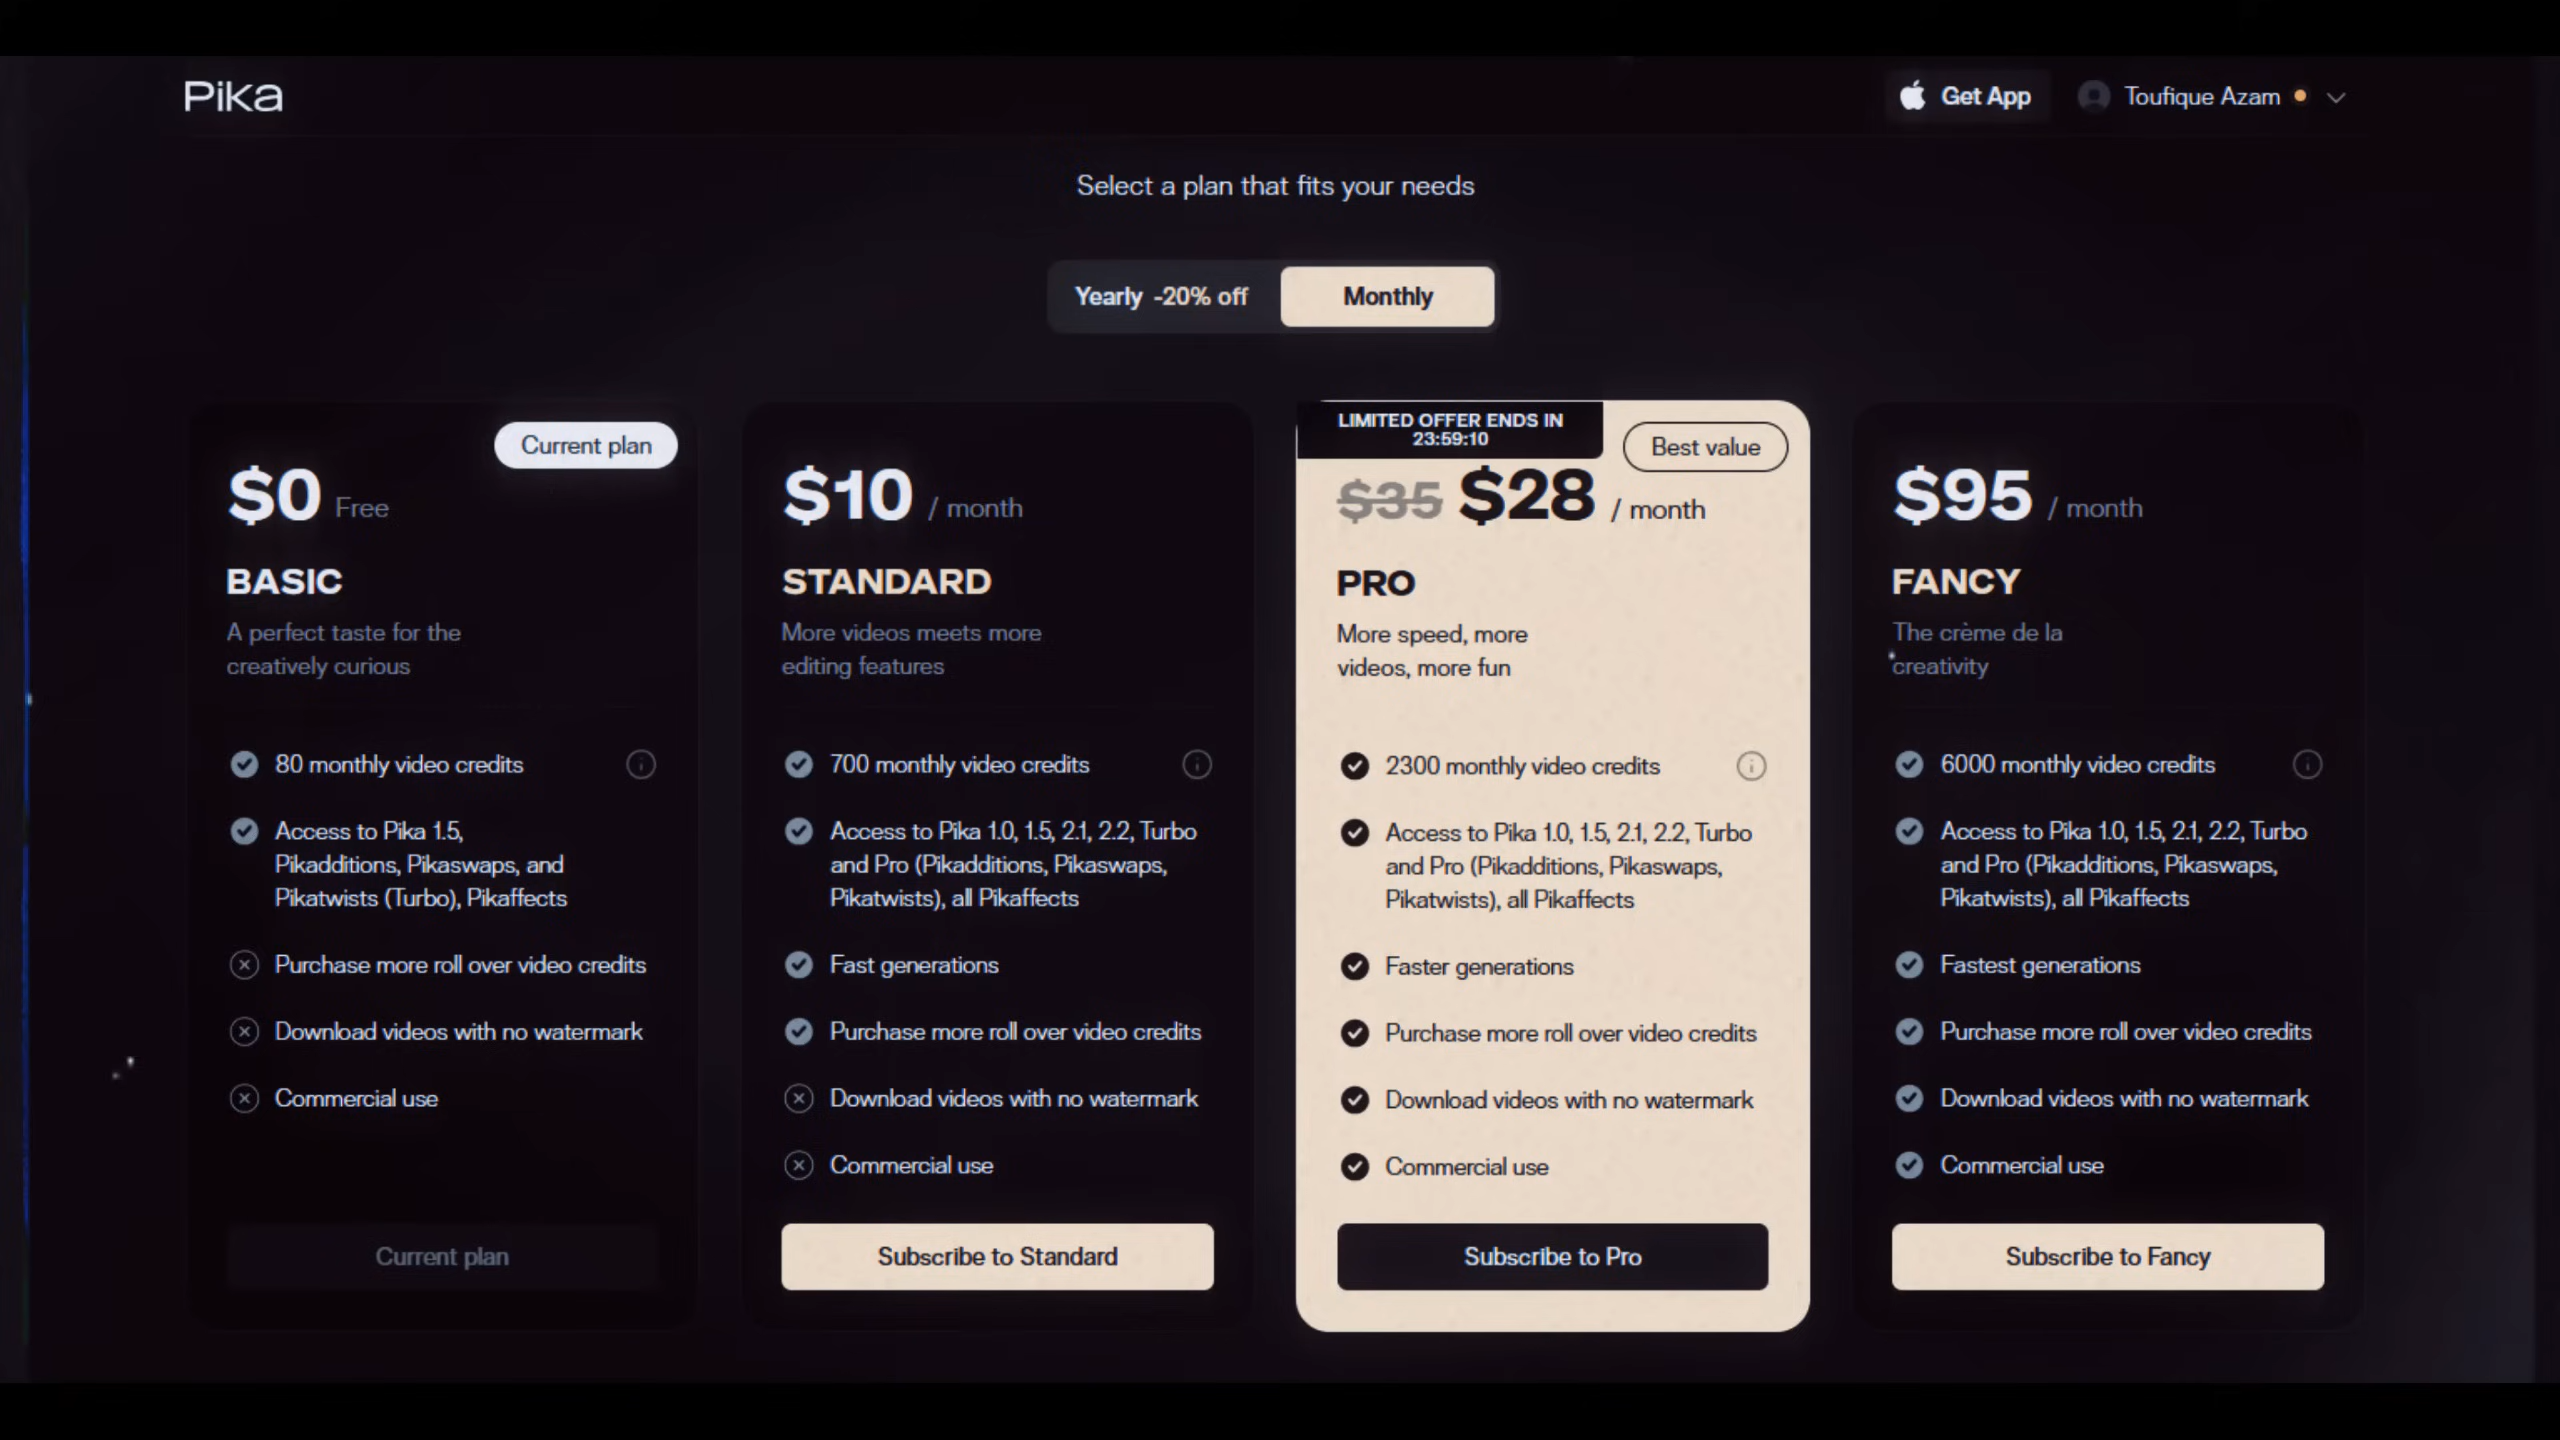 Pika
Get App
Toufique Azam
Select a plan that fits your needs
Yearly -20% off
Monthly
Current plan
$0 Free
BASIC
A perfect taste for the
creatively curious
80 monthly video credits
Access to Pika 1.5,
Pikadditions, Pikaswaps, and
Pikatwists (Turbo), Pikaffects
Purchase more roll over video credits
Download videos with no watermark
Commercial use
Current plan
$10 / month
STANDARD
More videos meets more
editing features
700 monthly video credits
Access to Pika 1.0, 1.5, 2.1, 2.2, Turbo
and Pro (Pikadditions, Pikaswaps,
Pikatwists), all Pikaffects
Fast generations
Purchase more roll over video credits
Download videos with no watermark
Commercial use
Subscribe to Standard
LIMITED OFFER ENDS IN
23:59:10
Best value
$35 $28 / month
PRO
More speed, more
videos, more fun
2300 monthly video credits
Access to Pika 1.0, 1.5, 2.1, 2.2, Turbo
and Pro (Pikadditions, Pikaswaps,
Pikatwists), all Pikaffects
Faster generations
Purchase more roll over video credits
Download videos with no watermark
Commercial use
Subscribe to Pro
$95 / month
FANCY
The crème de la
creativity
6000 monthly video credits
Access to Pika 1.0, 1.5, 2.1, 2.2, Turbo
and Pro (Pikadditions, Pikaswaps,
Pikatwists), all Pikaffects
Fastest generations
Purchase more roll over video credits
Download videos with no watermark
Commercial use
Subscribe to Fancy